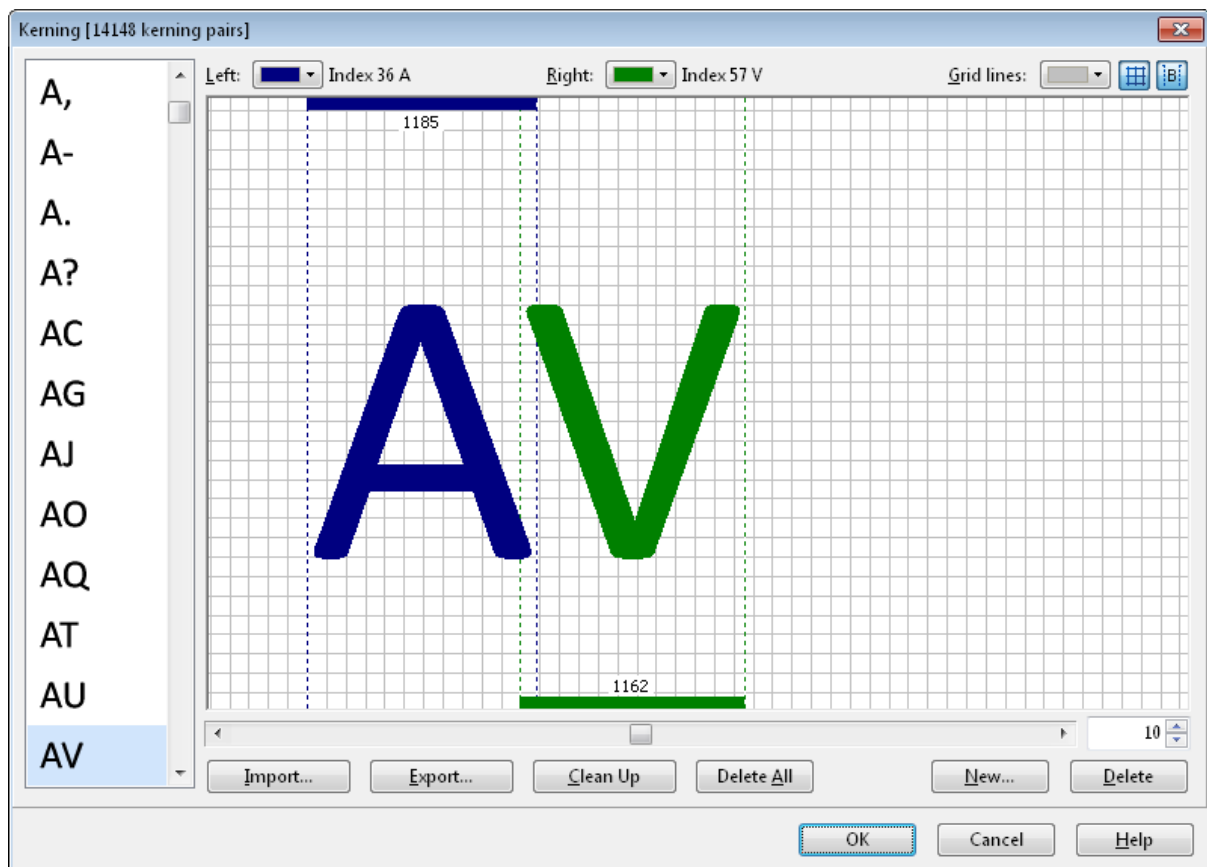 Kerning [14148 kerning pairs]
Left: Index 36 A Right: Index 57 V Grid lines: B
A,
A-
A.
A?
AC
AG
AJ
AO
AQ
AT
AU
AV
1185
AV
1162
10
Import... Export... Clean Up Delete All New... Delete
OK Cancel Help